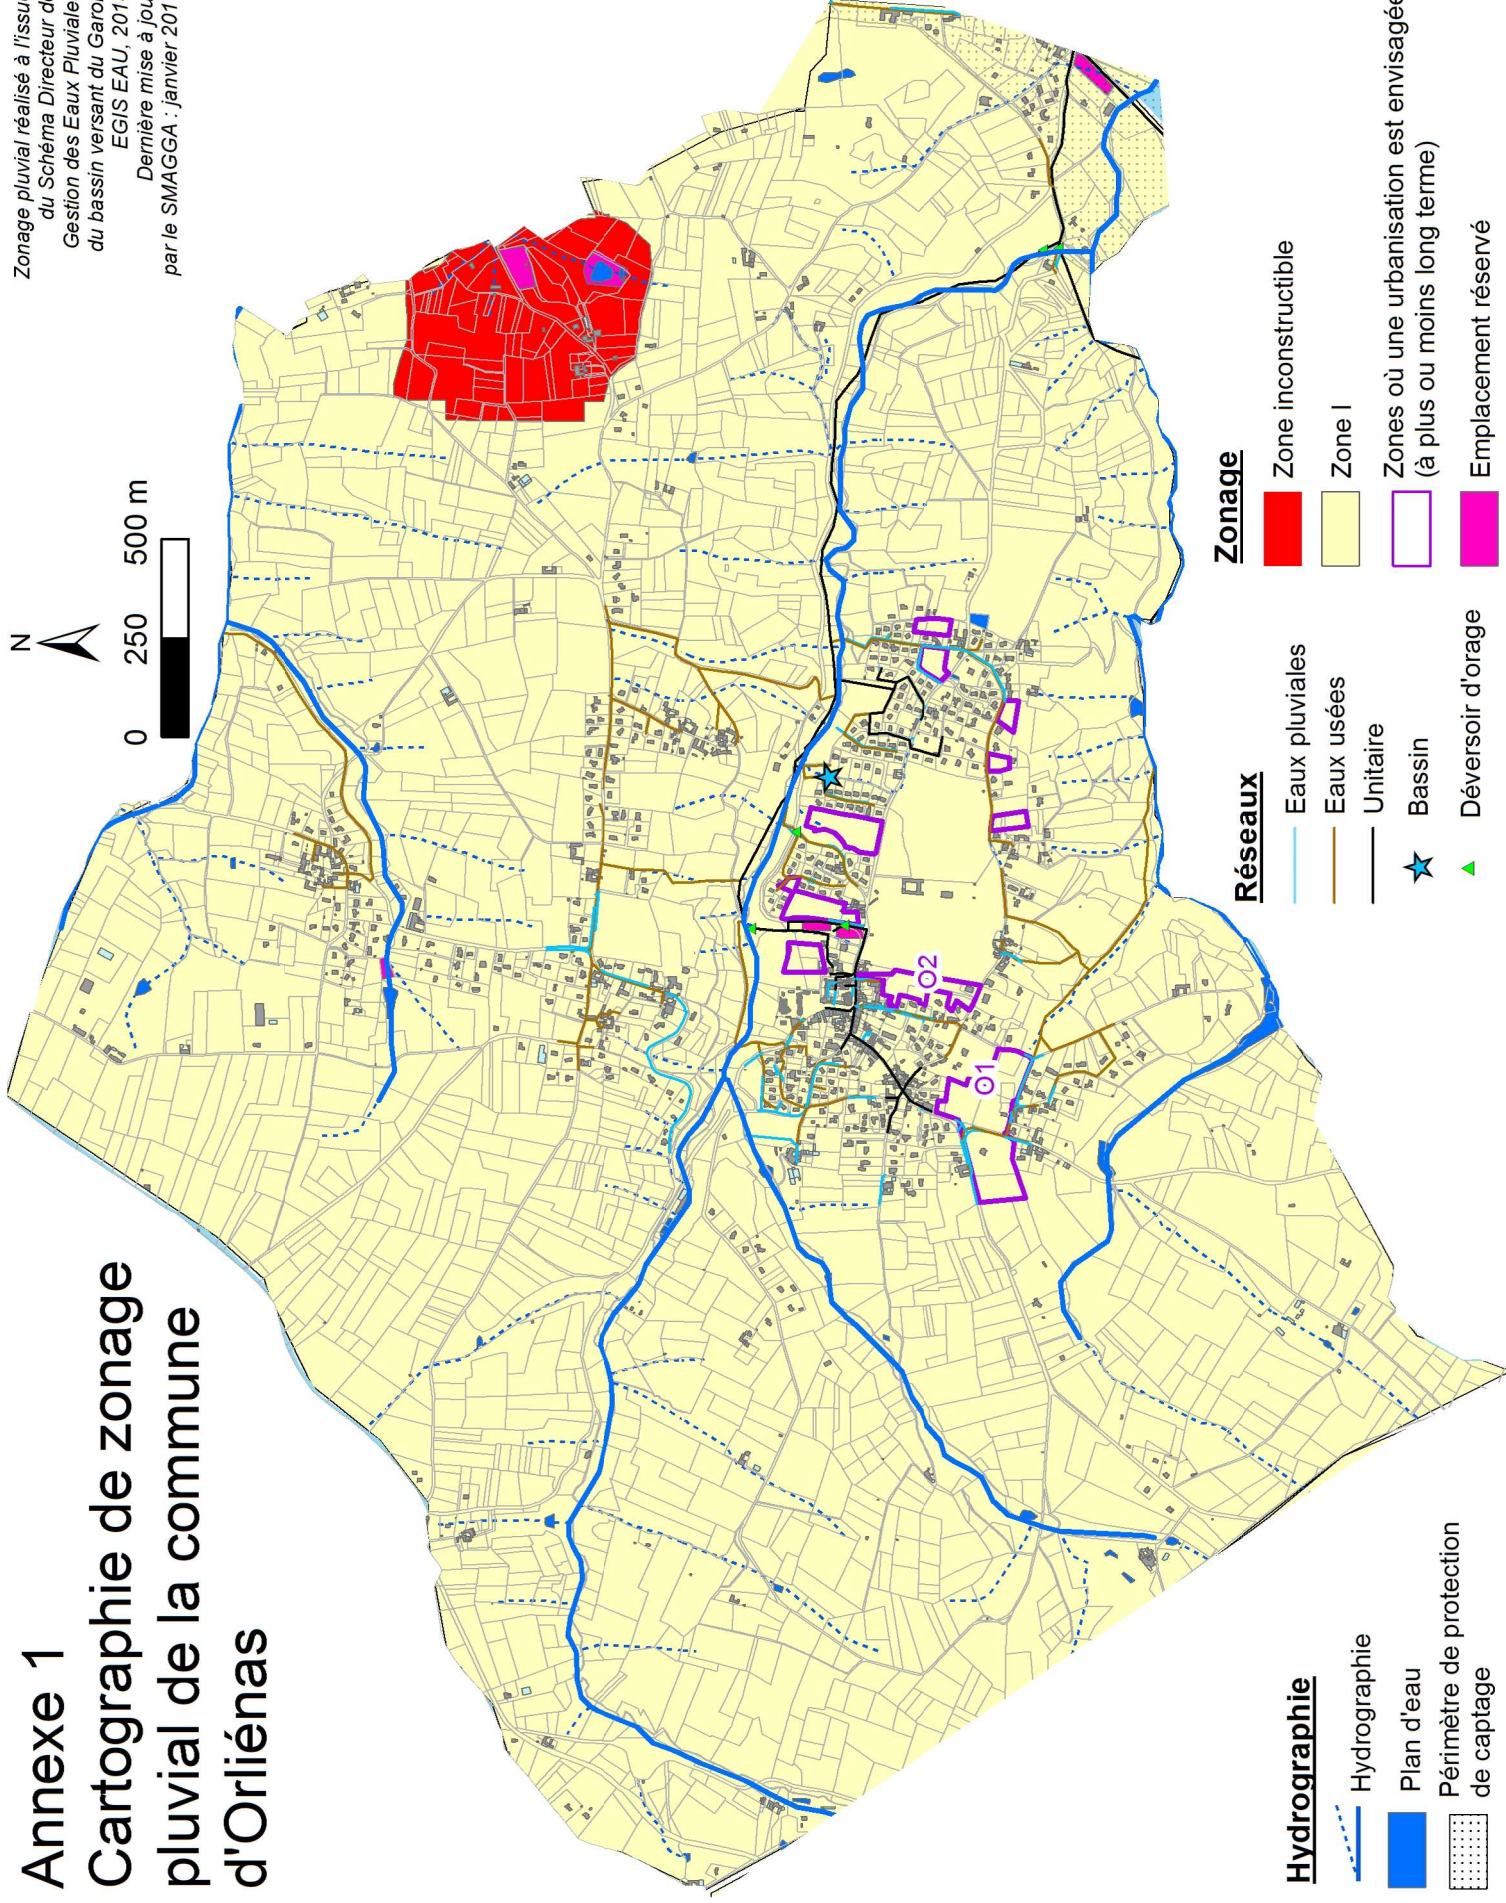 Annexe 1
Cartographie de zonage
pluvial de la commune
d'Orliénas
N
0 250 500 m
Zonage pluvial réalisé à l'issu
du Schéma Directeur d
Gestion des Eaux Pluviale
du bassin versant du Garo
EGIS EAU, 201
Dernière mise à jou
par le SMAGGA : janvier 201
O1
O2
Hydrographie
Hydrographie
Plan d'eau
Périmètre de protection
de captage
Réseaux
Eaux pluviales
Eaux usées
Unitaire
Bassin
Déversoir d'orage
Zonage
Zone inconstructible
Zone I
Zones où une urbanisation est envisagée
(à plus ou moins long terme)
Emplacement réservé